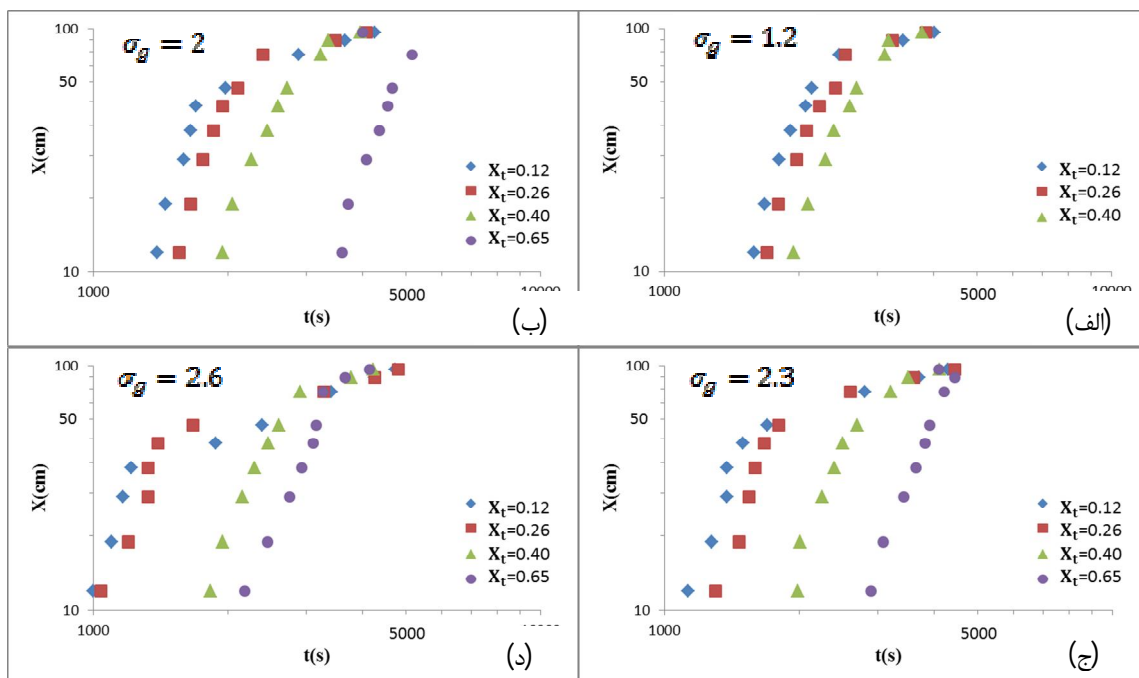 σg = 2
X(cm)
100
50
10
1000
5000
10000
t(s)
Xt=0.12
Xt=0.26
Xt=0.40
Xt=0.65
(ب)
σg = 1.2
X(cm)
100
50
10
1000
5000
10000
t(s)
Xt=0.12
Xt=0.26
Xt=0.40
(الف)
σg = 2.6
X(cm)
100
50
10
1000
5000
t(s)
Xt=0.12
Xt=0.26
Xt=0.40
Xt=0.65
(د)
σg = 2.3
X(cm)
100
50
10
1000
5000
t(s)
Xt=0.12
Xt=0.26
Xt=0.40
Xt=0.65
(ج)